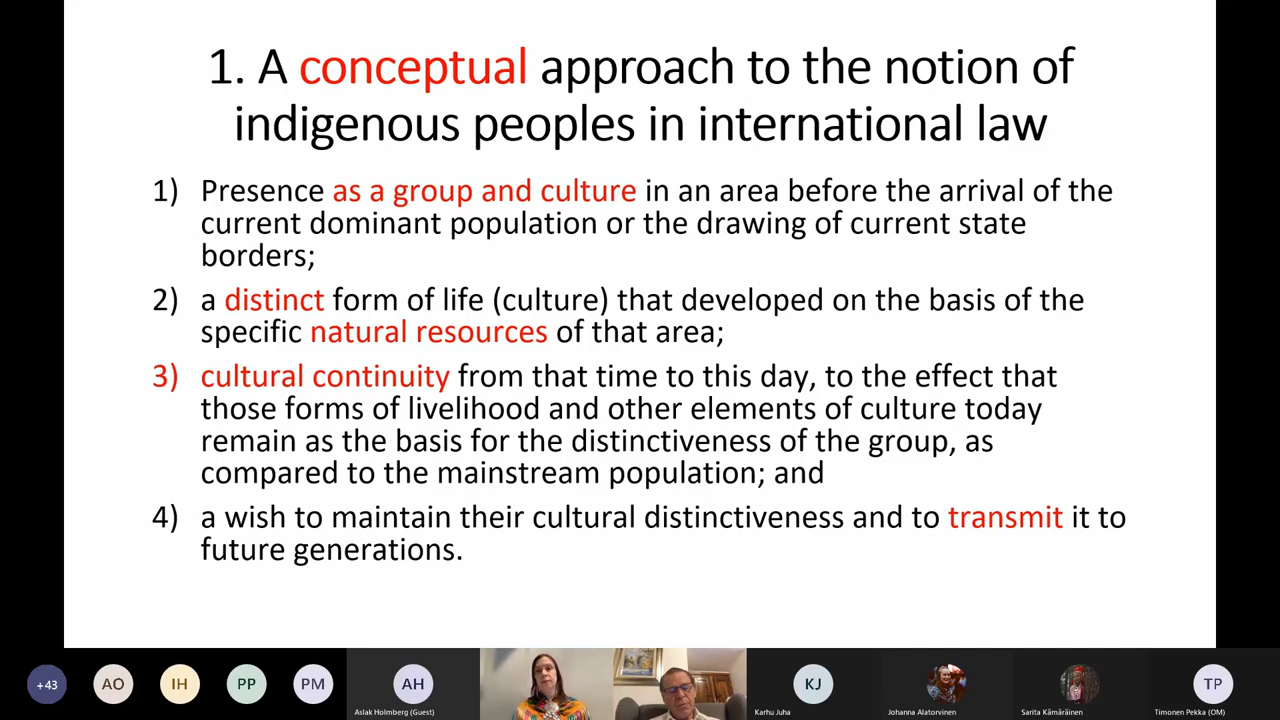 1. A conceptual approach to the notion of
indigenous peoples in international law
1) Presence as a group and culture in an area before the arrival of the
current dominant population or the drawing of current state
borders;
2) a distinct form of life (culture) that developed on the basis of the
specific natural resources of that area;
3) cultural continuity from that time to this day, to the effect that
those forms of livelihood and other elements of culture today
remain as the basis for the distinctiveness of the group, as
compared to the mainstream population; and
4) a wish to maintain their cultural distinctiveness and to transmit it to
future generations.
+43
AO
IH
PP
PM
AH
KJ
TP
Aslak Holmberg (Guest)
Karhu Juha
Johanna Alatorvinen
Sarita Kämäräinen
Timonen Pekka (OM)